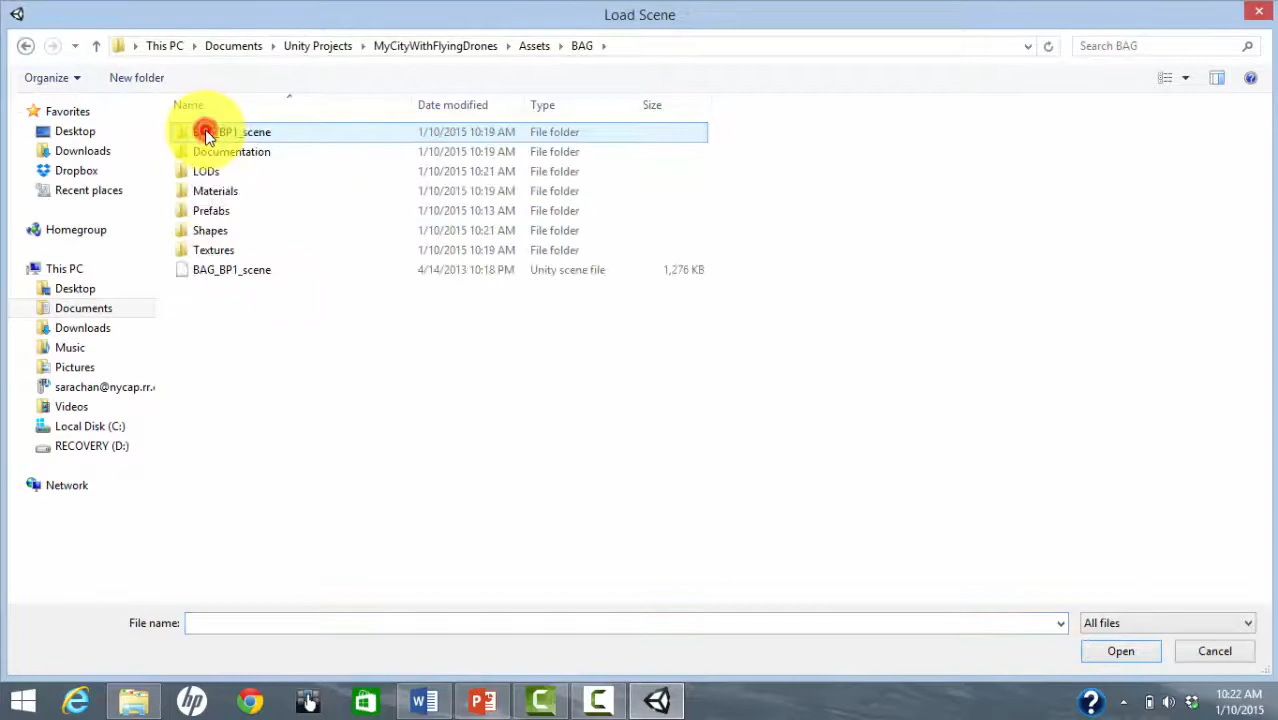 Load Scene
This PC Documents Unity Projects MyCityWithFlyingDrones Assets BAG
Search BAG
Organize
New folder
Name Date modified Type Size
BAG_BP1_scene 1/10/2015 10:19 AM File folder
Documentation 1/10/2015 10:19 AM File folder
LODs 1/10/2015 10:21 AM File folder
Materials 1/10/2015 10:19 AM File folder
Prefabs 1/10/2015 10:13 AM File folder
Shapes 1/10/2015 10:19 AM File folder
Textures 1/10/2015 10:19 AM File folder
BAG_BP1_scene 4/14/2013 10:18 PM Unity scene file 1,276 KB
Favorites
Desktop
Downloads
Dropbox
Recent places
Homegroup
This PC
Desktop
Documents
Downloads
Music
Pictures
sarachan@nycap.rr.
Videos
Local Disk (C:)
RECOVERY (D:)
Network
File name:
All files
Open
Cancel
10:22 AM
1/10/2015